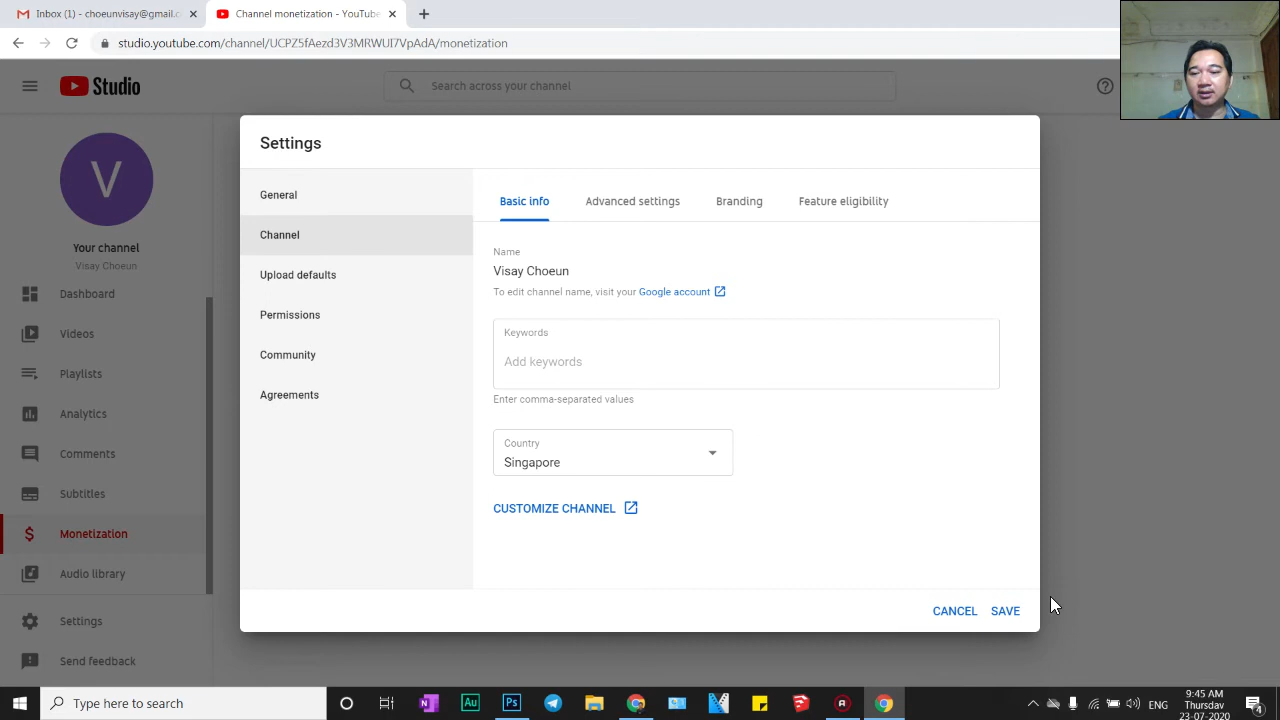 Inbox (1) - choeunvisay@gmail.c
Channel monetization - YouTube
studio.youtube.com/channel/UCPZ5fAezd3V3MRWUI7VpAdA/monetization
Studio
Search across your channel
V
Your channel
Visay Choeun
Dashboard
Videos
Playlists
Analytics
Comments
Subtitles
$ Monetization
Audio library
Settings
Send feedback
Settings
General
Channel
Upload defaults
Permissions
Community
Agreements
Basic info
Advanced settings
Branding
Feature eligibility
Name
Visay Choeun
To edit channel name, visit your Google account
Keywords
Add keywords
Enter comma-separated values
Country
Singapore
CUSTOMIZE CHANNEL
CANCEL
SAVE
Type here to search
N
Au
Ps
ENG
9:45 AM
Thursday
23-07-2020
4